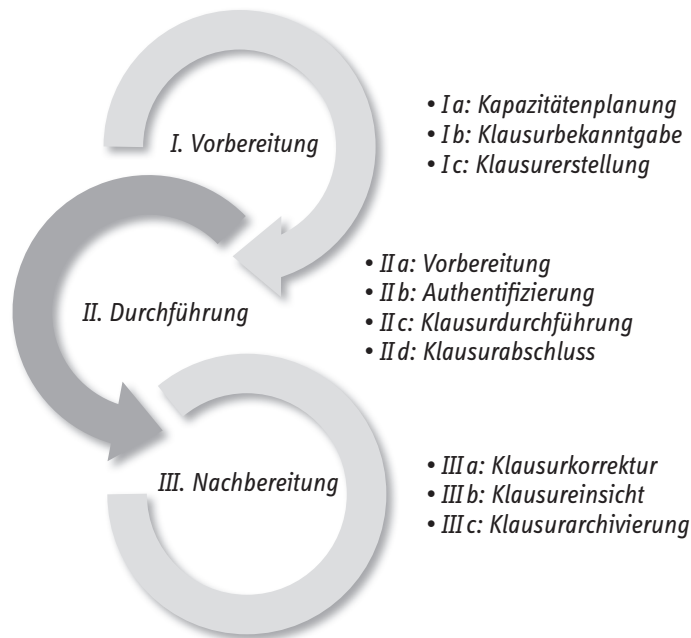 I. Vorbereitung
• I a: Kapazitätenplanung
• I b: Klausurbekanntgabe
• I c: Klausurerstellung
II. Durchführung
• II a: Vorbereitung
• II b: Authentifizierung
• II c: Klausurdurchführung
• II d: Klausurabschluss
III. Nachbereitung
• III a: Klausurkorrektur
• III b: Klausureinsicht
• III c: Klausurarchivierung